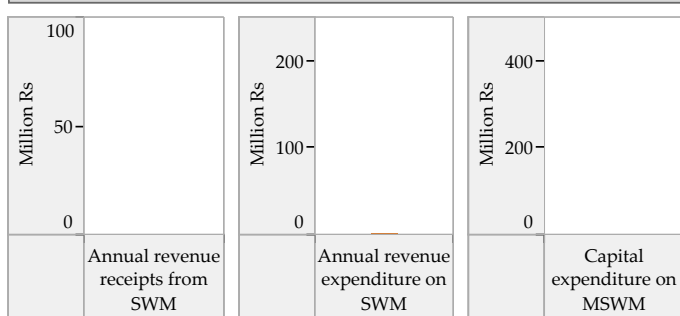 100
50
0
Million Rs
Annual revenue
receipts from
SWM
200
100
0
Million Rs
Annual revenue
expenditure on
SWM
400
200
0
Million Rs
Capital
expenditure on
MSWM